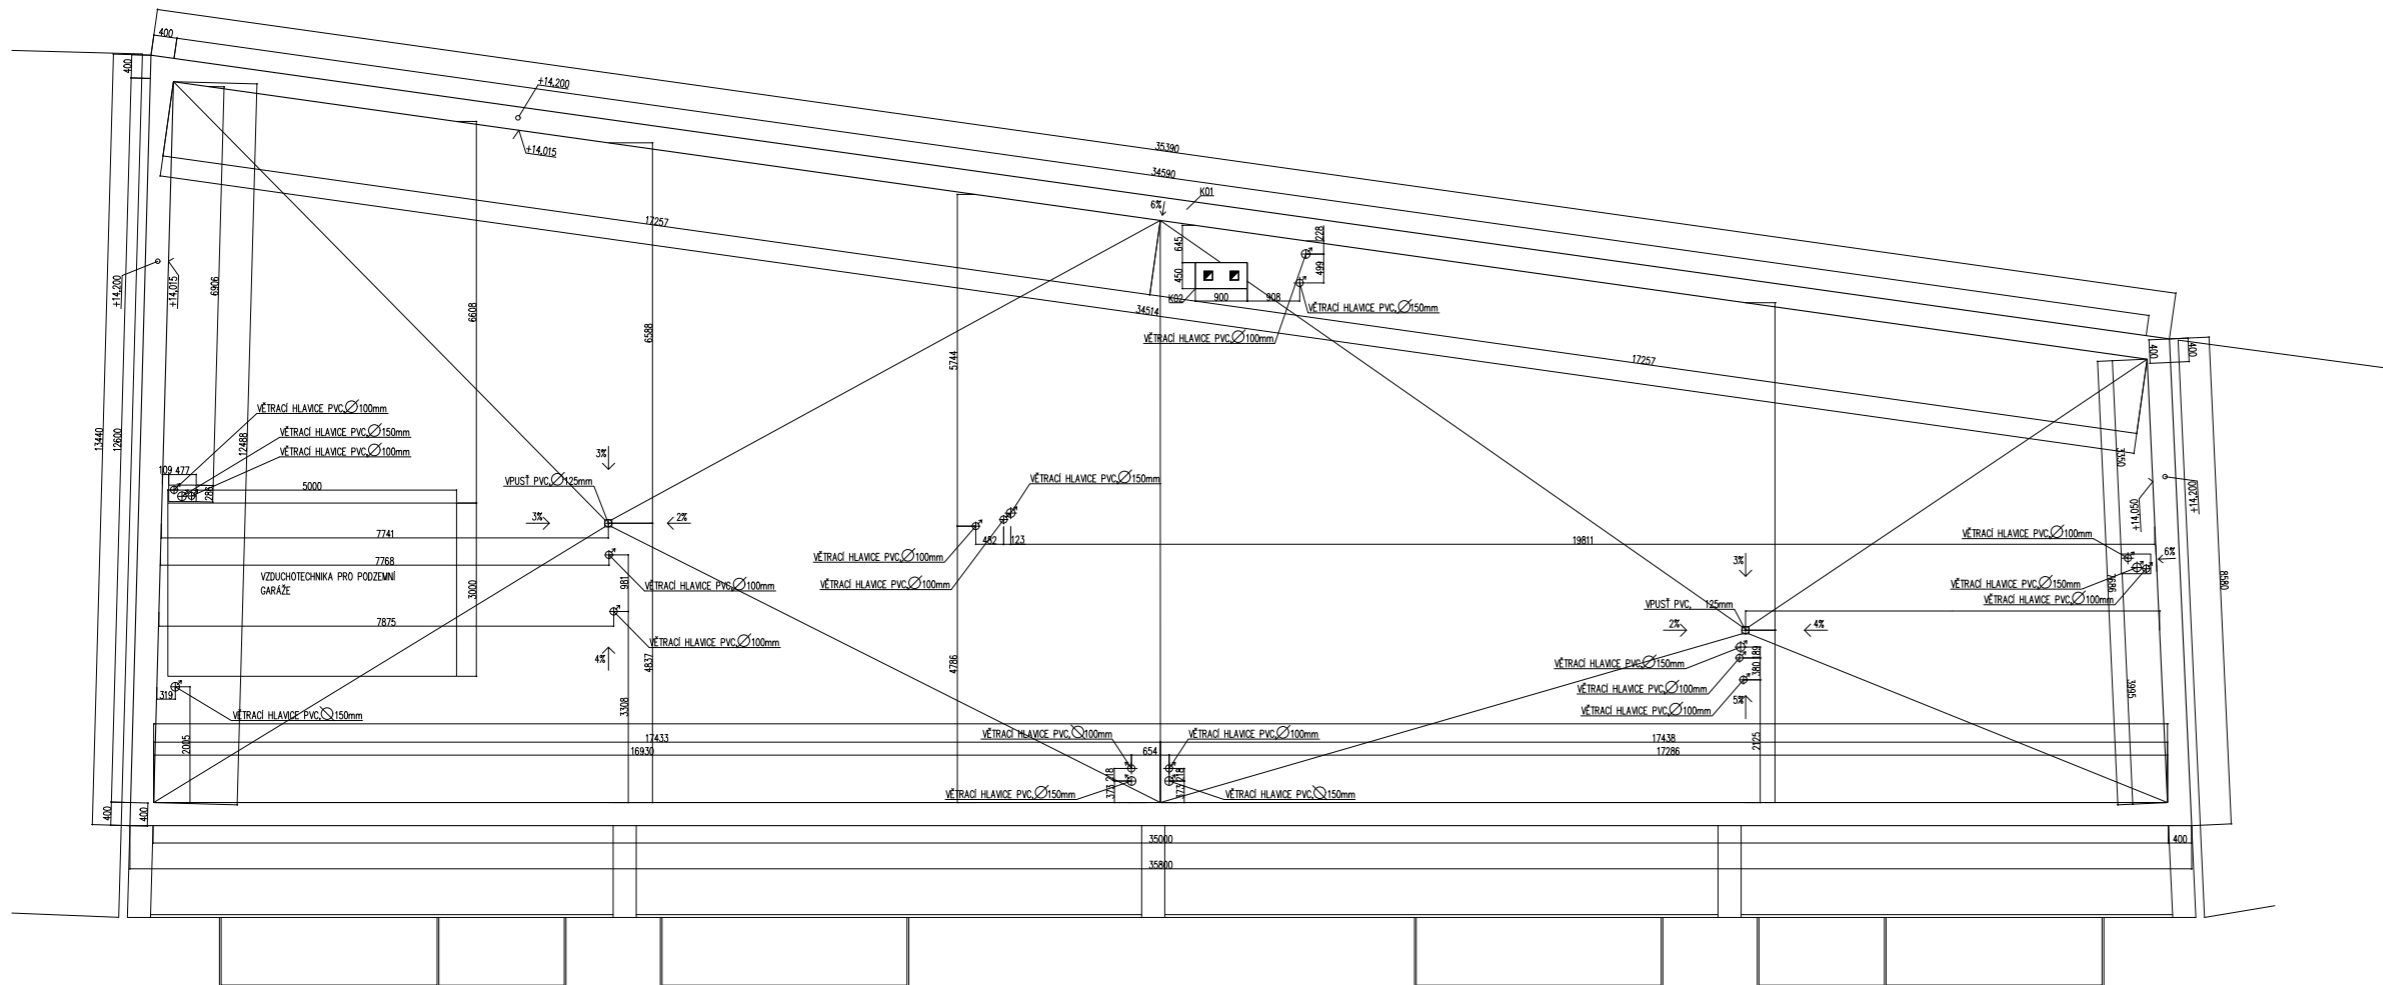 400
400
+14,200
+14,015
35390
34590
K01
6%
17257
34514
17257
645
450
228
499
900
908
K02
VĚTRACÍ HLAVICE PVC,∅150mm
VĚTRACÍ HLAVICE PVC,∅100mm
400
400
+14,200
+14,015
6906
6608
6588
5744
13440
12600
12488
VĚTRACÍ HLAVICE PVC,∅100mm
VĚTRACÍ HLAVICE PVC,∅150mm
VĚTRACÍ HLAVICE PVC,∅100mm
109 477
286
5000
3%
VPUSŤ PVC,∅125mm
3%
2%
7741
7768
VZDUCHOTECHNIKA PRO PODZEMNÍ
GARÁŽE
3000
7875
981
VĚTRACÍ HLAVICE PVC,∅100mm
VĚTRACÍ HLAVICE PVC,∅100mm
4%
4837
3308
319
2005
VĚTRACÍ HLAVICE PVC,∅150mm
VĚTRACÍ HLAVICE PVC,∅150mm
482
123
19811
VĚTRACÍ HLAVICE PVC,∅100mm
VĚTRACÍ HLAVICE PVC,∅100mm
4786
3350
+14,050
+14,200
VĚTRACÍ HLAVICE PVC,∅100mm
6%
VĚTRACÍ HLAVICE PVC,∅150mm
VĚTRACÍ HLAVICE PVC,∅100mm
8580
3995
3%
VPUSŤ PVC, 125mm
2%
4%
VĚTRACÍ HLAVICE PVC,∅150mm
VĚTRACÍ HLAVICE PVC,∅100mm
VĚTRACÍ HLAVICE PVC,∅100mm
189
380
5%
2125
17433
16930
VĚTRACÍ HLAVICE PVC,∅100mm
654
VĚTRACÍ HLAVICE PVC,∅100mm
17438
17286
218
373
218
373
VĚTRACÍ HLAVICE PVC,∅150mm
VĚTRACÍ HLAVICE PVC,∅150mm
400
400
35000
400
35800